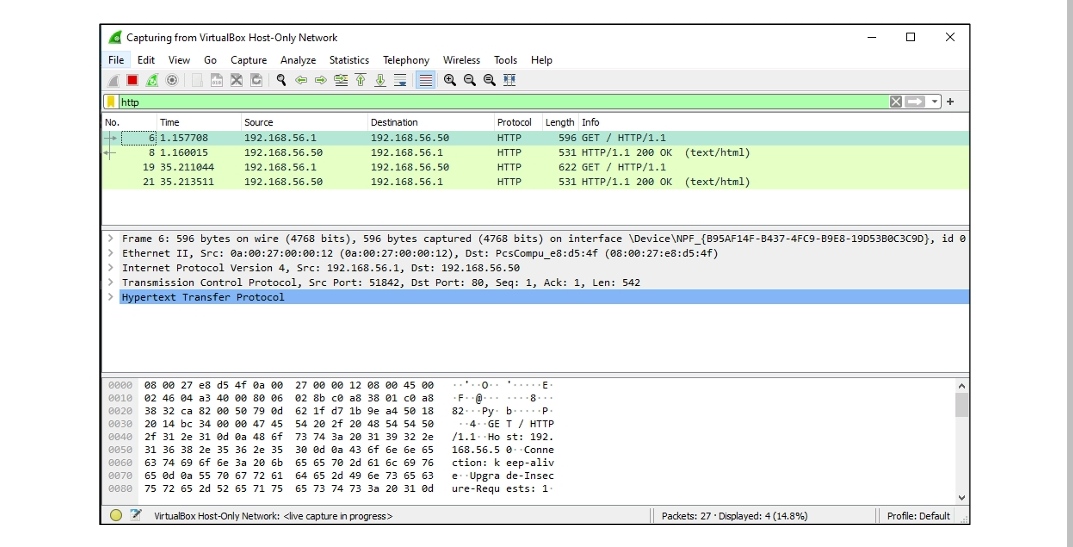 Capturing from VirtualBox Host-Only Network
File Edit View Go Capture Analyze Statistics Telephony Wireless Tools Help
http
No. Time Source Destination Protocol Length Info
6 1.157708 192.168.56.1 192.168.56.50 HTTP 596 GET / HTTP/1.1
8 1.160015 192.168.56.50 192.168.56.1 HTTP 531 HTTP/1.1 200 OK (text/html)
19 35.211044 192.168.56.1 192.168.56.50 HTTP 622 GET / HTTP/1.1
21 35.213511 192.168.56.50 192.168.56.1 HTTP 531 HTTP/1.1 200 OK (text/html)
Frame 6: 596 bytes on wire (4768 bits), 596 bytes captured (4768 bits) on interface \Device\NPF_{B95AF14F-B437-4FC9-B9E8-19D53B0C3C9D}, id 0
Ethernet II, Src: 0a:00:27:00:00:12 (0a:00:27:00:00:12), Dst: PcsCompu_e8:d5:4f (08:00:27:e8:d5:4f)
Internet Protocol Version 4, Src: 192.168.56.1, Dst: 192.168.56.50
Transmission Control Protocol, Src Port: 51842, Dst Port: 80, Seq: 1, Ack: 1, Len: 542
Hypertext Transfer Protocol
0000 08 00 27 e8 d5 4f 0a 00 27 00 00 12 08 00 45 00 ··'··O·· '·····E·
0010 02 46 04 a3 40 00 80 06 02 8b c0 a8 38 01 c0 a8 ·F··@··· ····8···
0020 38 32 ca 82 00 50 79 0d 62 1f d7 1b 9e a4 50 18 82···Py· b·····P·
0030 20 14 bc 34 00 00 47 45 54 20 2f 20 48 54 54 50 ··4··GE T / HTTP
0040 2f 31 2e 31 0d 0a 48 6f 73 74 3a 20 31 39 32 2e /1.1··Ho st: 192.
0050 31 36 38 2e 35 36 2e 35 30 0d 0a 43 6f 6e 6e 65 168.56.5 0··Conne
0060 63 74 69 6f 6e 3a 20 6b 65 65 70 2d 61 6c 69 76 ction: k eep-aliv
0070 65 0d 0a 55 70 67 72 61 64 65 2d 49 6e 73 65 63 e··Upgra de-Insec
0080 75 72 65 2d 52 65 71 75 65 73 74 73 3a 20 31 0d ure-Requ ests: 1·
VirtualBox Host-Only Network: <live capture in progress> Packets: 27 · Displayed: 4 (14.8%) Profile: Default